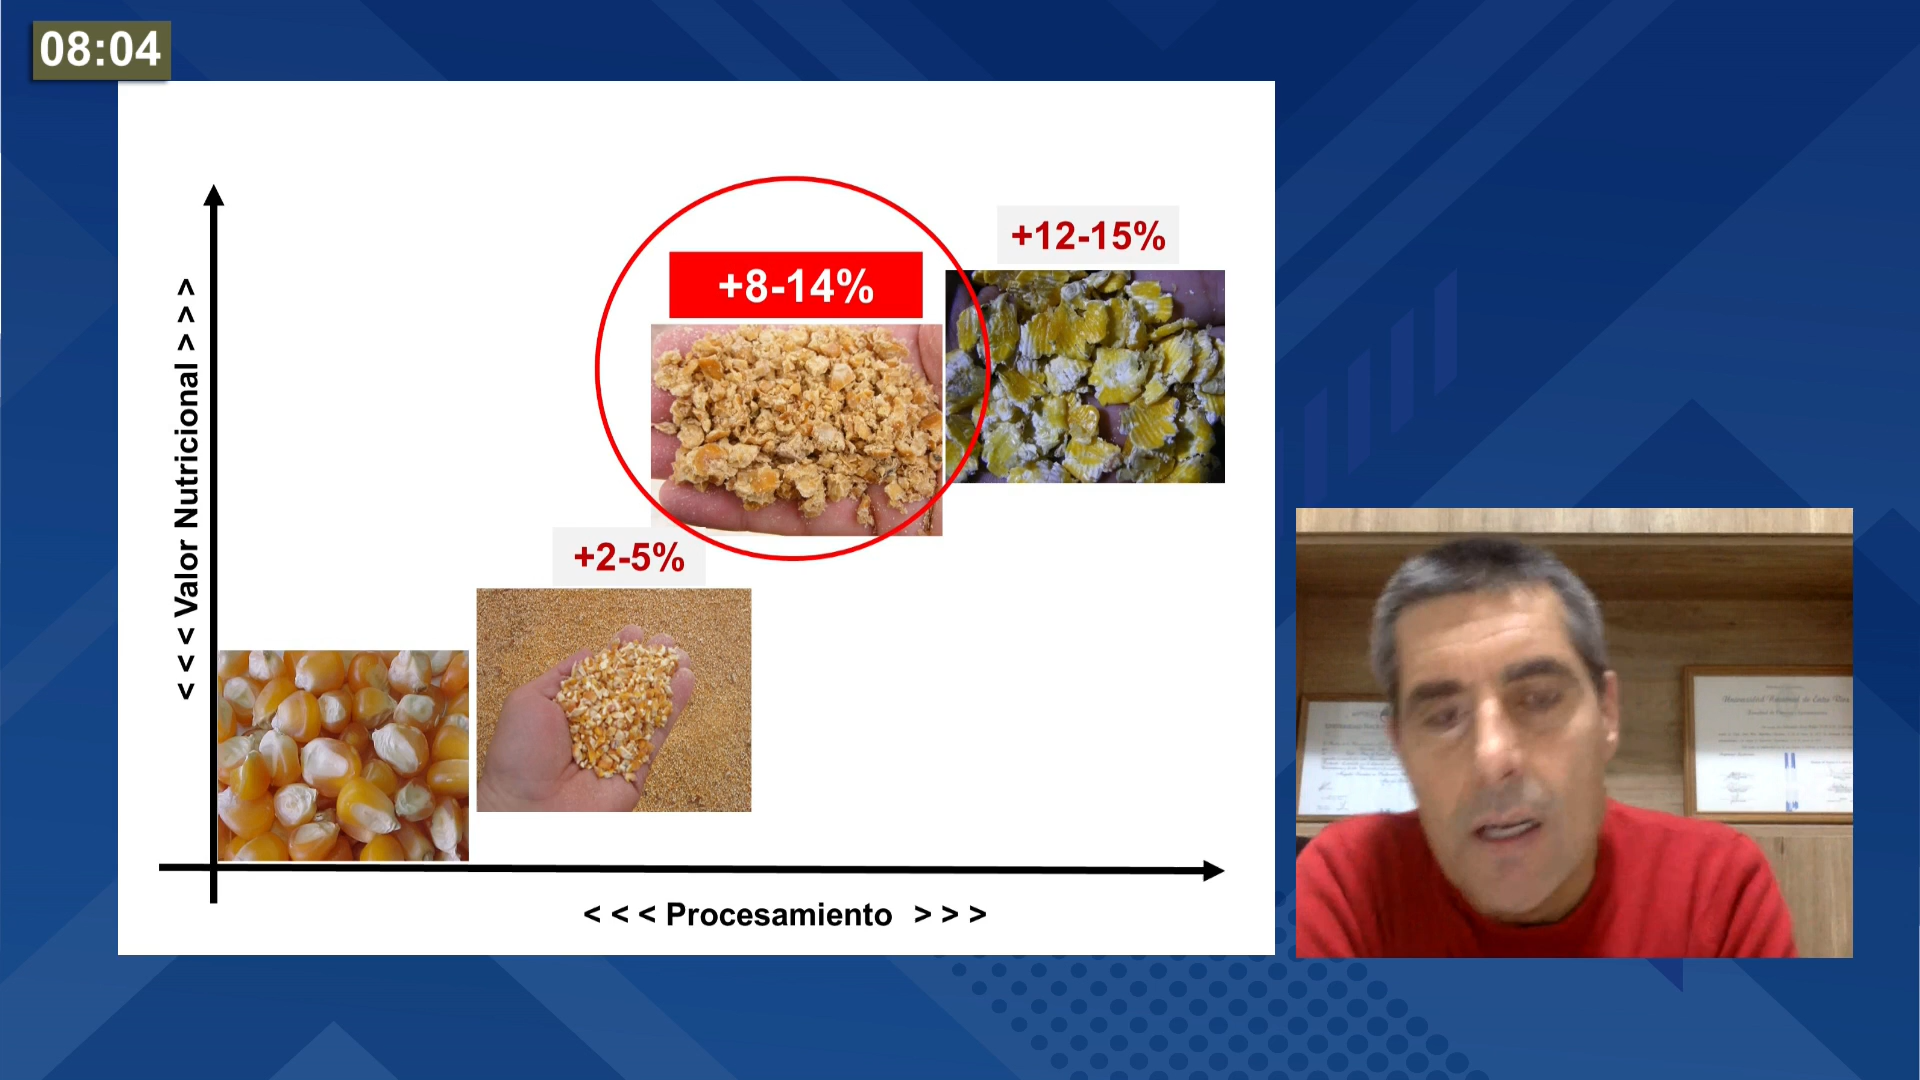 08:04
+12-15%
+8-14%
+2-5%
< < < Valor Nutricional > > >
< < < Procesamiento > > >